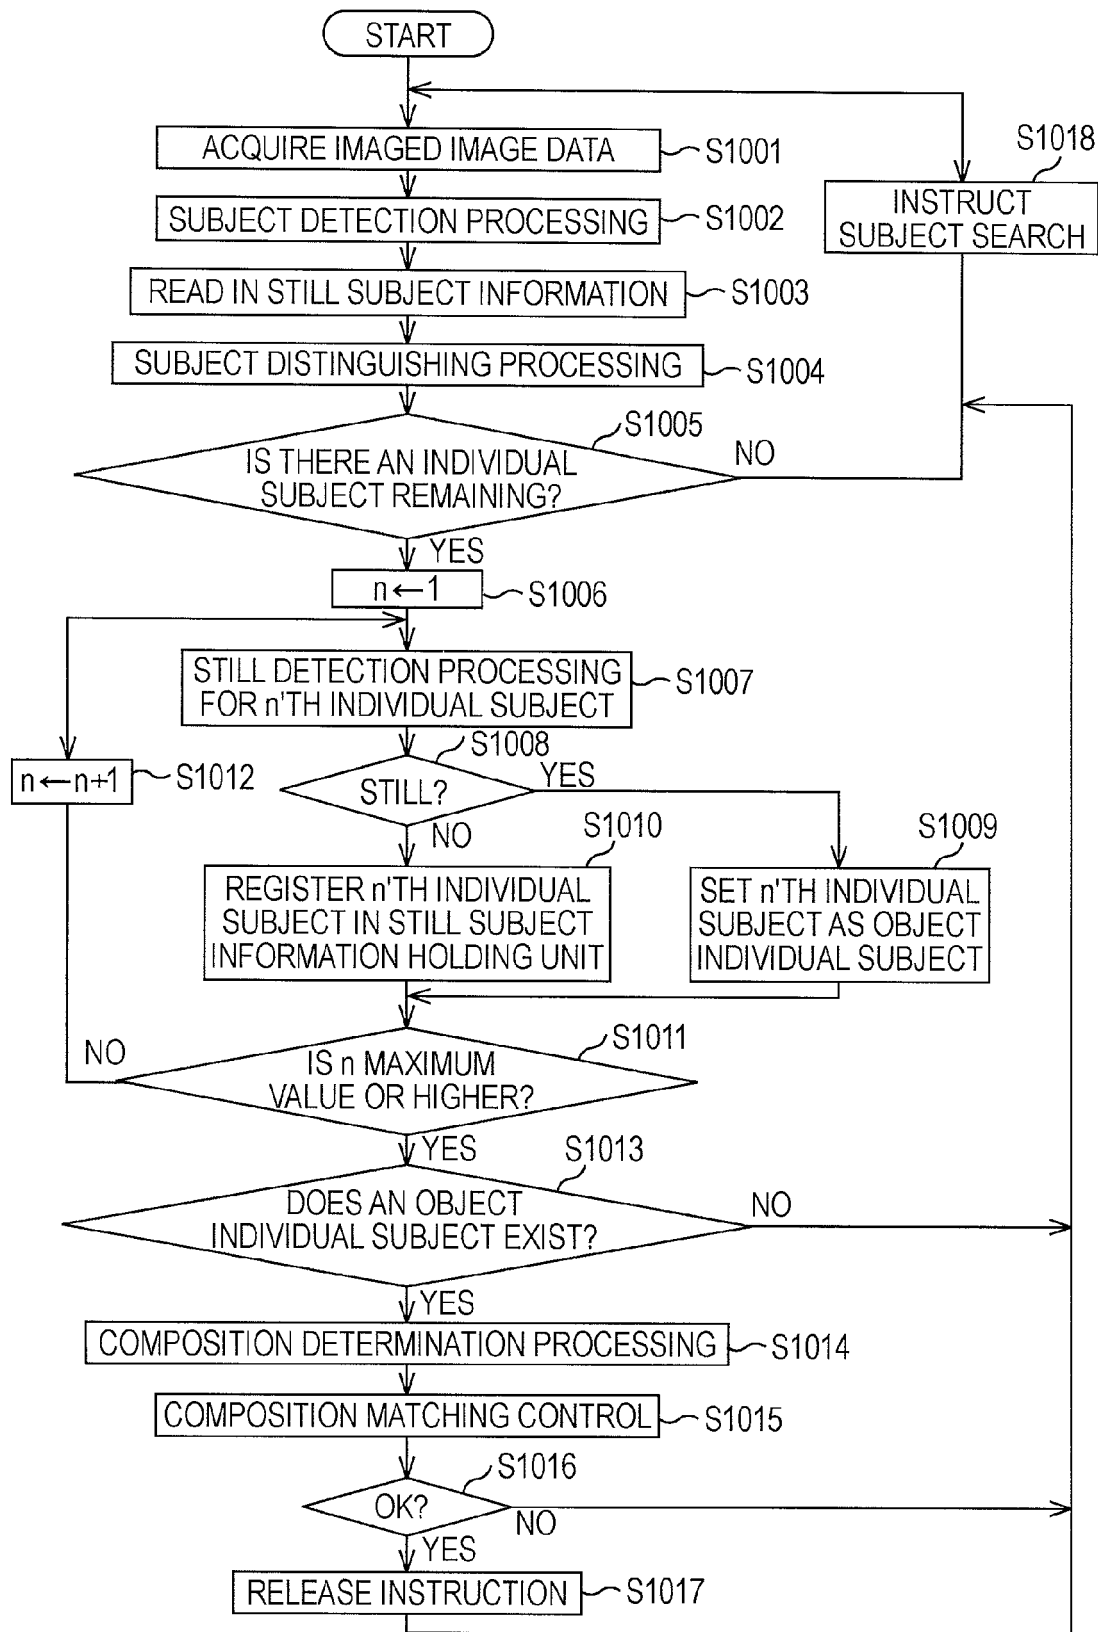 START
ACQUIRE IMAGED IMAGE DATA
S1001
S1018
INSTRUCT
SUBJECT SEARCH
SUBJECT DETECTION PROCESSING
S1002
READ IN STILL SUBJECT INFORMATION
S1003
SUBJECT DISTINGUISHING PROCESSING
S1004
S1005
IS THERE AN INDIVIDUAL
SUBJECT REMAINING?
NO
YES
n←1
S1006
STILL DETECTION PROCESSING
FOR n'TH INDIVIDUAL SUBJECT
S1007
S1008
STILL?
YES
NO
n←n+1
S1012
S1010
REGISTER n'TH INDIVIDUAL
SUBJECT IN STILL SUBJECT
INFORMATION HOLDING UNIT
S1009
SET n'TH INDIVIDUAL
SUBJECT AS OBJECT
INDIVIDUAL SUBJECT
S1011
IS n MAXIMUM
VALUE OR HIGHER?
NO
YES
S1013
DOES AN OBJECT
INDIVIDUAL SUBJECT EXIST?
NO
YES
COMPOSITION DETERMINATION PROCESSING
S1014
COMPOSITION MATCHING CONTROL
S1015
S1016
OK?
NO
YES
RELEASE INSTRUCTION
S1017